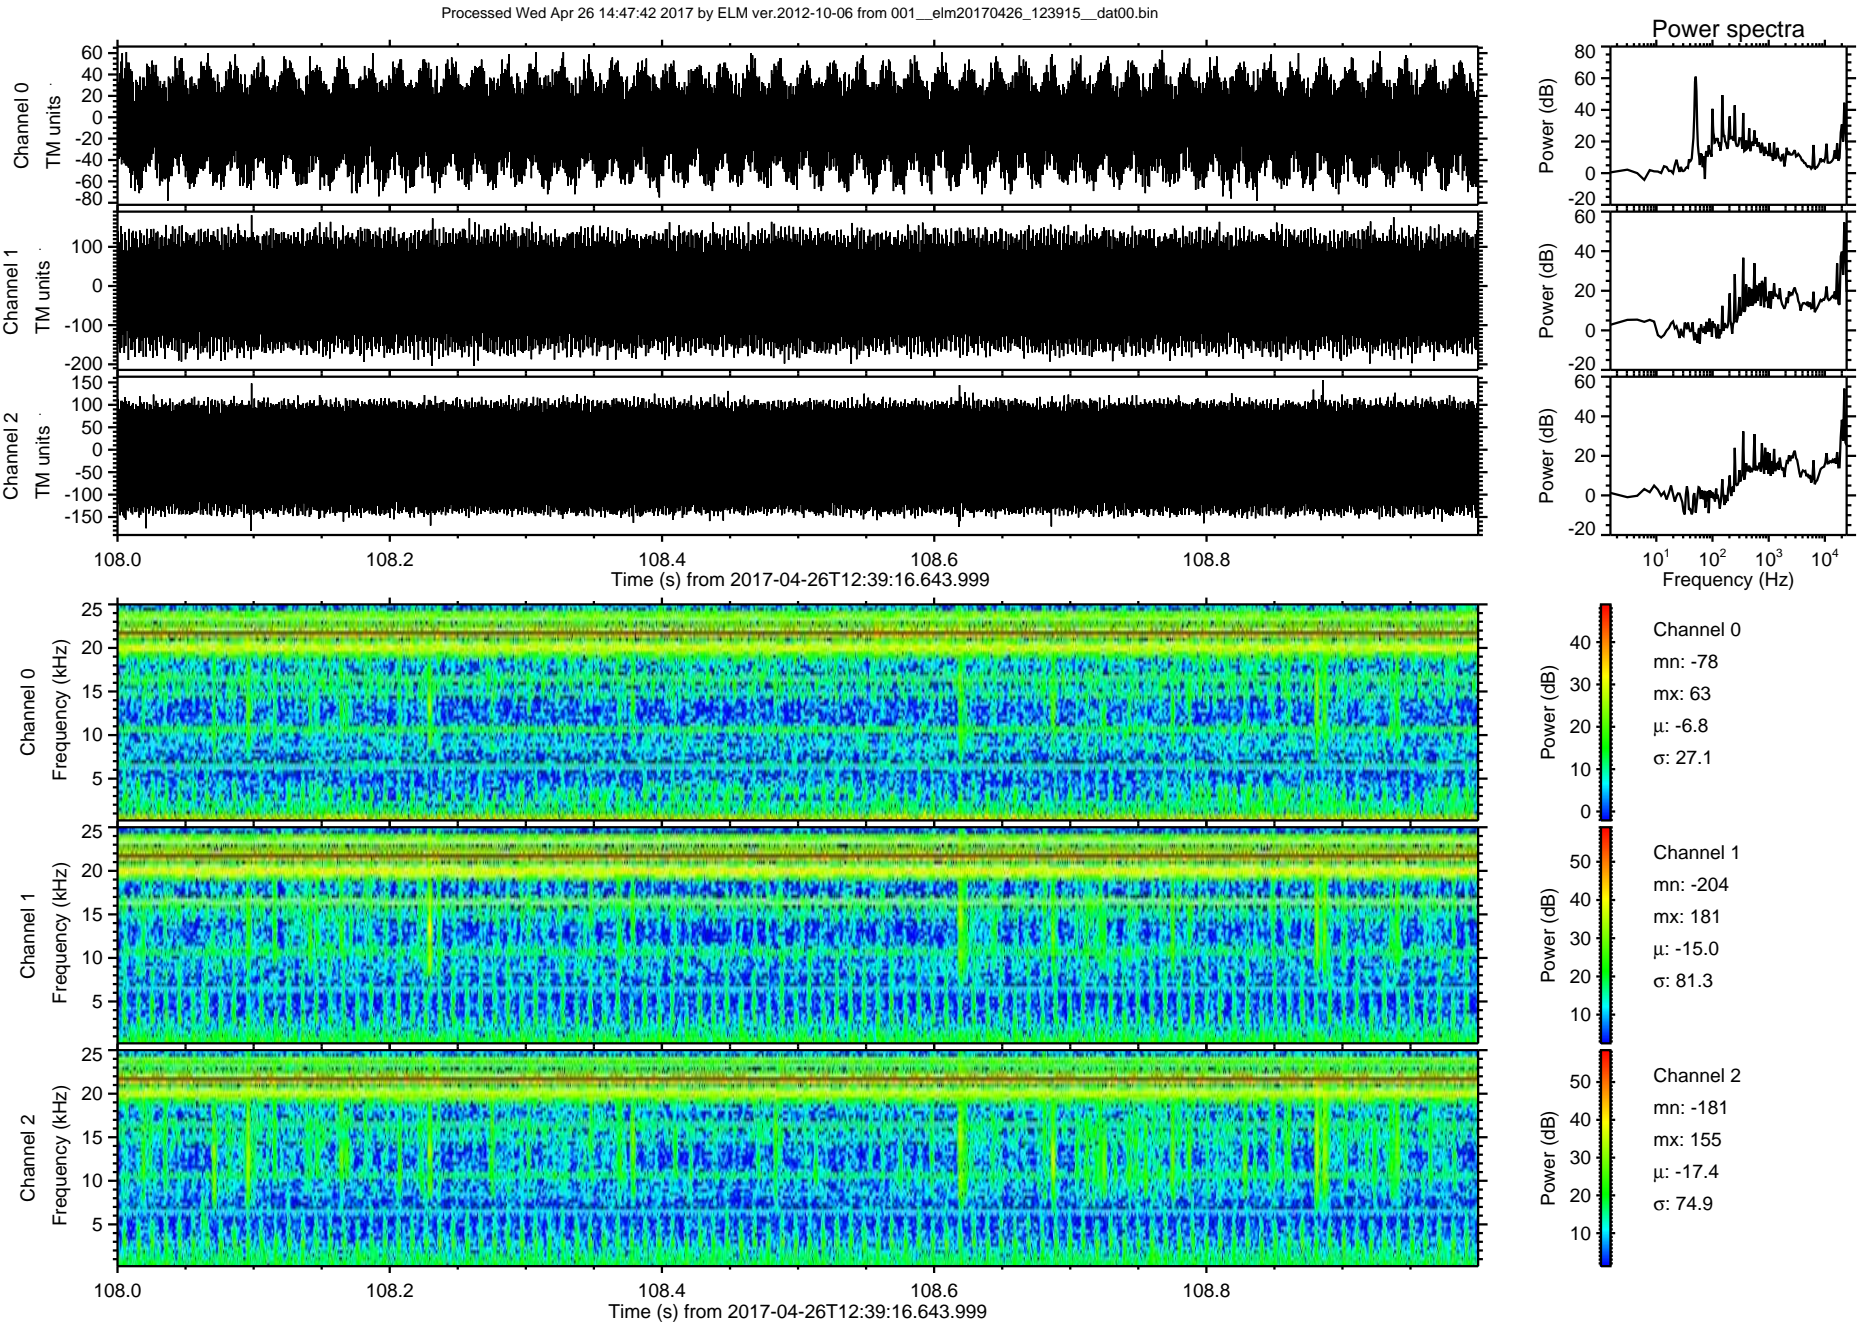 Processed Wed Apr 26 14:47:42 2017 by ELM ver.2012-10-06 from 001__elm20170426_123915__dat00.bin
Power spectra
Channel 0
TM units
60
40
20
0
-20
-40
-60
-80
Power (dB)
80
60
40
20
0
-20
Channel 1
TM units
100
0
-100
-200
Power (dB)
60
40
20
0
-20
Channel 2
TM units
150
100
50
0
-50
-100
-150
Power (dB)
60
40
20
0
-20
108.0 108.2 108.4 108.6 108.8
Time (s) from 2017-04-26T12:39:16.643.999
10^1 10^2 10^3 10^4
Frequency (Hz)
Channel 0
Frequency (kHz)
25
20
15
10
5
Power (dB)
40
30
20
10
0
Channel 0
mn: -78
mx: 63
µ: -6.8
σ: 27.1
Channel 1
Frequency (kHz)
25
20
15
10
5
Power (dB)
50
40
30
20
10
Channel 1
mn: -204
mx: 181
µ: -15.0
σ: 81.3
Channel 2
Frequency (kHz)
25
20
15
10
5
Power (dB)
50
40
30
20
10
Channel 2
mn: -181
mx: 155
µ: -17.4
σ: 74.9
108.0 108.2 108.4 108.6 108.8
Time (s) from 2017-04-26T12:39:16.643.999